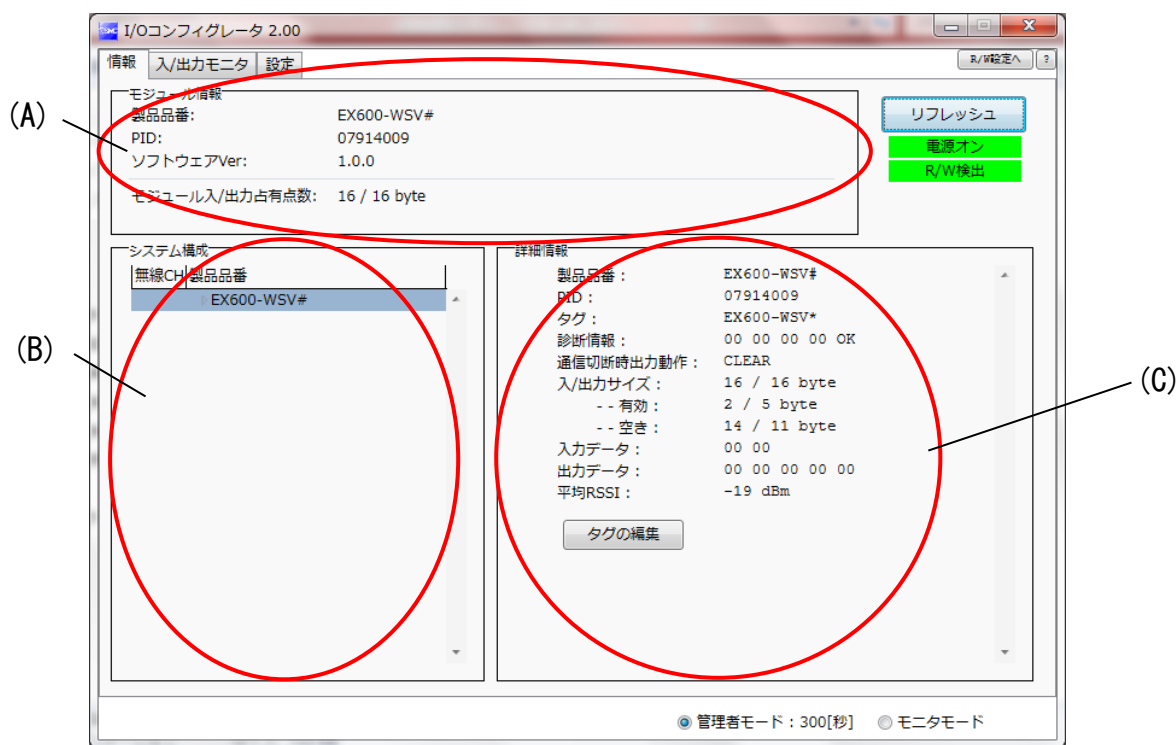 I/Oコンフィグレータ 2.00
情報 入/出力モニタ 設定 R/W設定へ ?
(A)
モジュール情報
製品品番: EX600-WSV#
PID: 07914009
ソフトウェアVer: 1.0.0
モジュール入/出力占有点数: 16 / 16 byte
リフレッシュ
電源オン
R/W検出
(B)
システム構成
無線CH 製品品番
EX600-WSV#
(C)
詳細情報
製品品番: EX600-WSV#
PID: 07914009
タグ: EX600-WSV*
診断情報: 00 00 00 00 OK
通信切断時出力動作: CLEAR
入/出力サイズ: 16 / 16 byte
--有効: 2 / 5 byte
--空き: 14 / 11 byte
入力データ: 00 00
出力データ: 00 00 00 00 00
平均RSSI: -19 dBm
タグの編集
管理者モード:300[秒] モニタモード